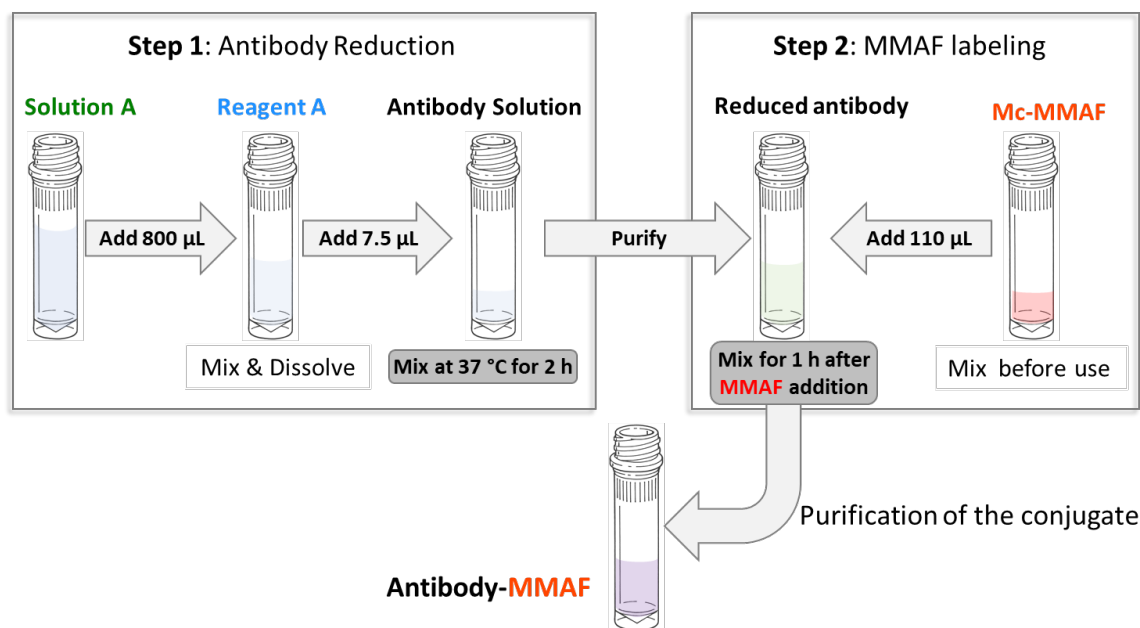 Step 1: Antibody Reduction
Solution A
Reagent A
Antibody Solution
Add 800 µL
Add 7.5 µL
Mix & Dissolve
Mix at 37 °C for 2 h
Purify
Step 2: MMAF labeling
Reduced antibody
Mc-MMAF
Add 110 µL
Mix for 1 h after
MMAF addition
Mix before use
Purification of the conjugate
Antibody-MMAF